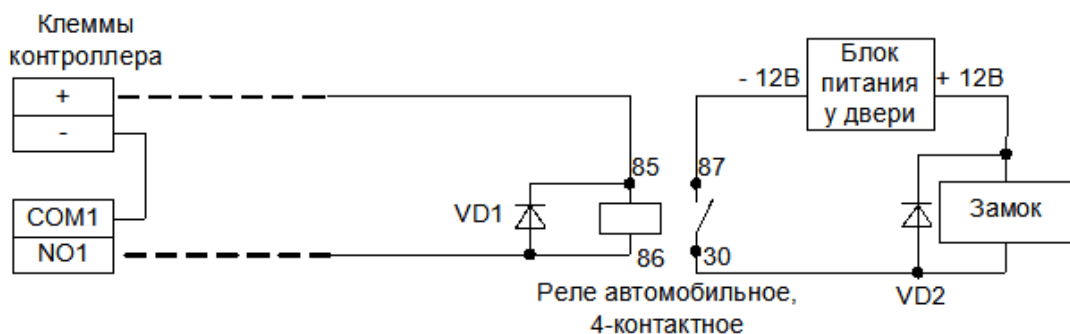 Клеммы
контроллера
+
-
COM1
NO1
VD1
85
86
87
30
Реле автомобильное,
4-контактное
- 12В
Блок
питания
у двери
+ 12В
Замок
VD2